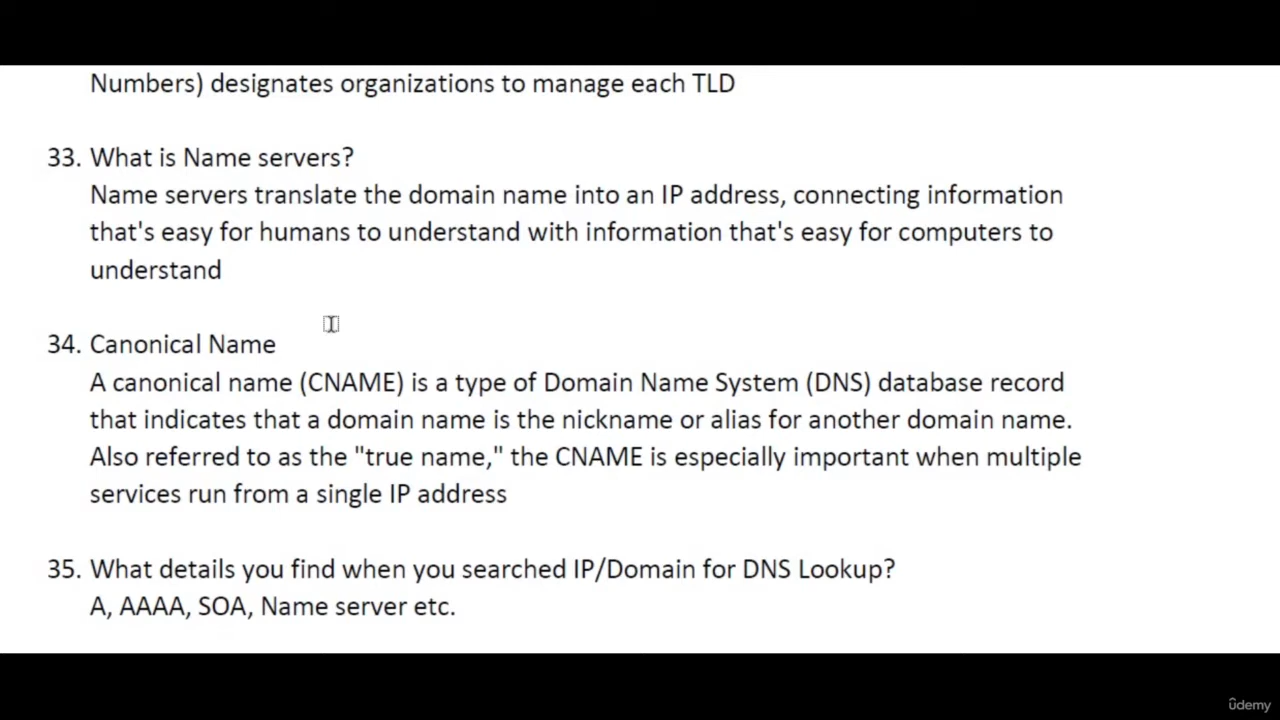 Numbers) designates organizations to manage each TLD
33. What is Name servers?
Name servers translate the domain name into an IP address, connecting information
that's easy for humans to understand with information that's easy for computers to
understand
34. Canonical Name
A canonical name (CNAME) is a type of Domain Name System (DNS) database record
that indicates that a domain name is the nickname or alias for another domain name.
Also referred to as the "true name," the CNAME is especially important when multiple
services run from a single IP address
35. What details you find when you searched IP/Domain for DNS Lookup?
A, AAAA, SOA, Name server etc.
ûdemy